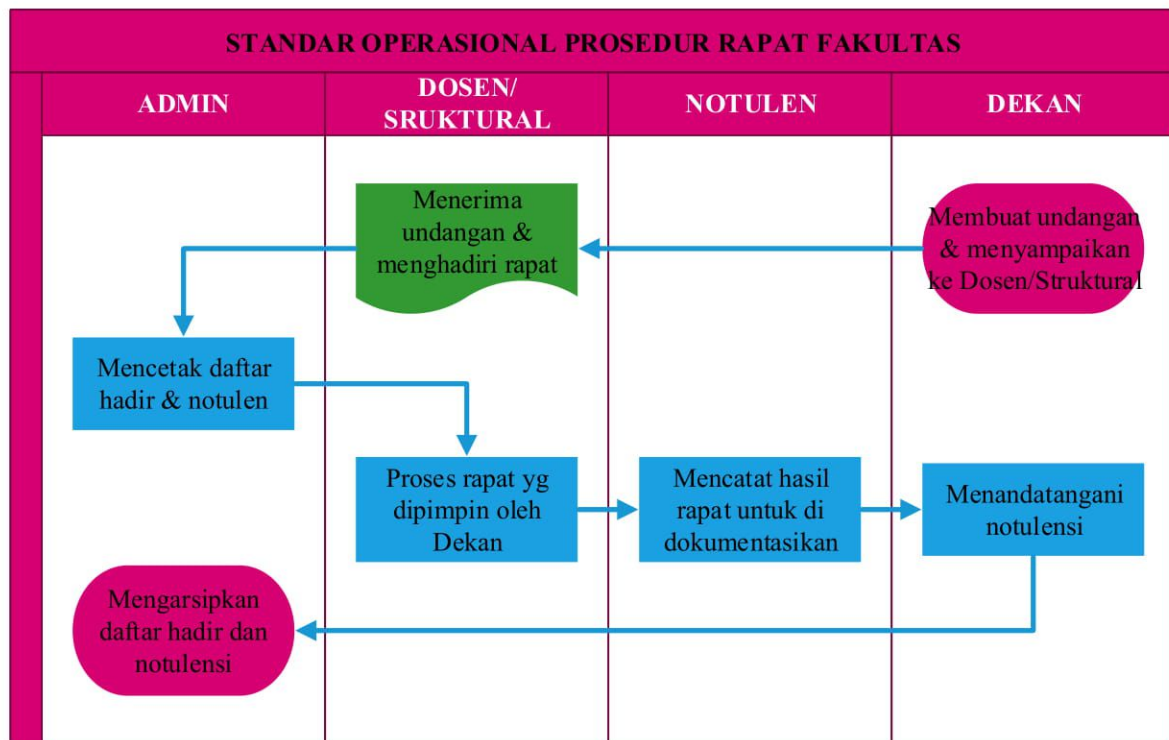 STANDAR OPERASIONAL PROSEDUR RAPAT FAKULTAS
ADMIN
DOSEN/
SRUKTURAL
NOTULEN
DEKAN
Menerima
undangan &
menghadiri rapat
Membuat undangan
& menyampaikan
ke Dosen/Struktural
Mencetak daftar
hadir & notulen
Proses rapat yg
dipimpin oleh
Dekan
Mencatat hasil
rapat untuk di
dokumentasikan
Menandatangani
notulensi
Mengarsipkan
daftar hadir dan
notulensi